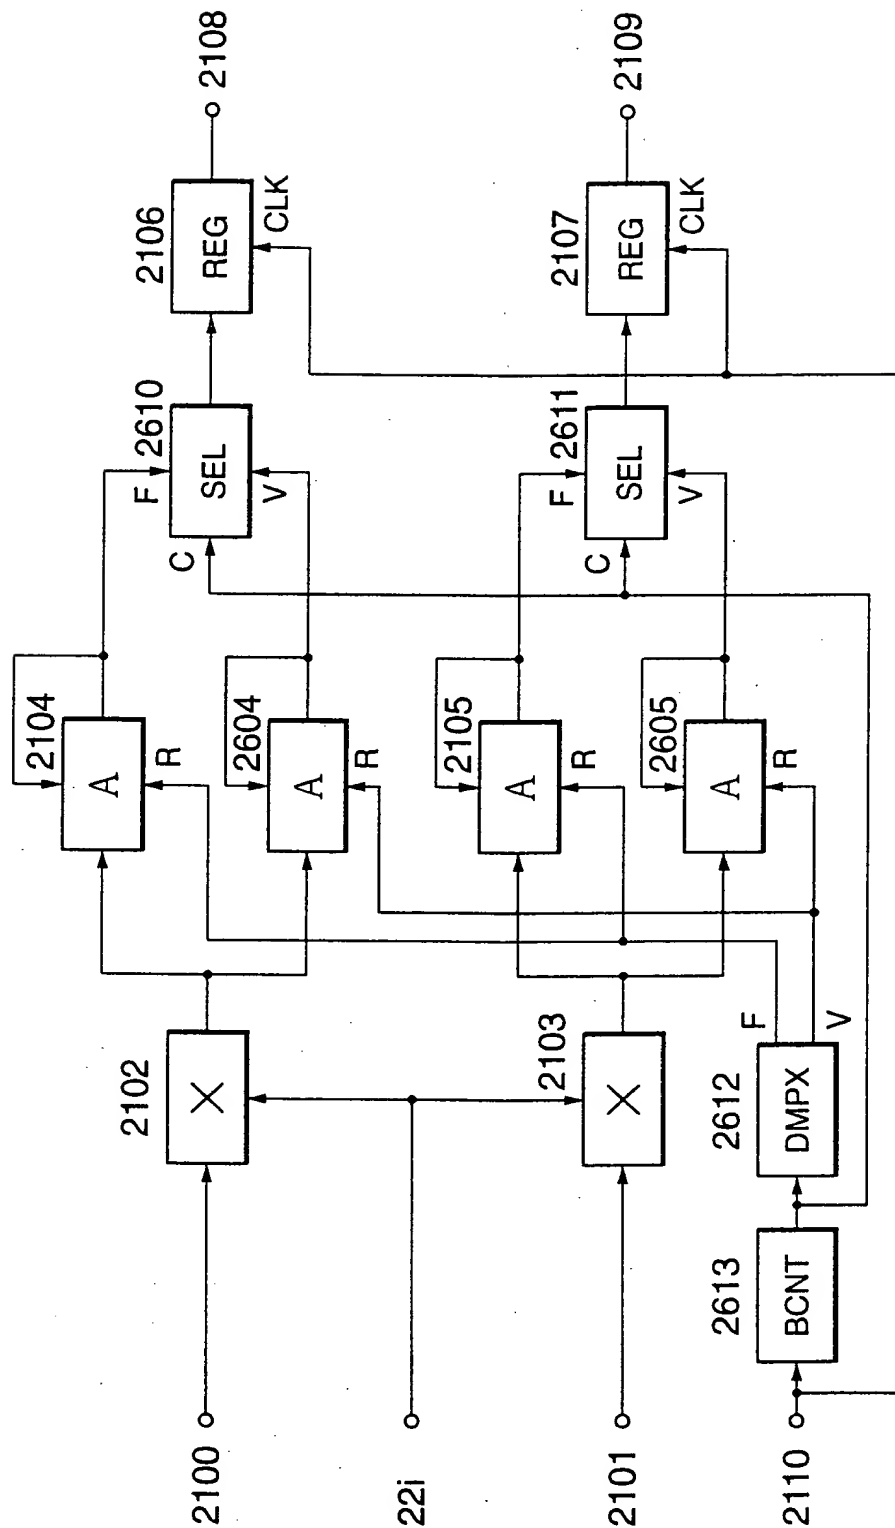 2100
22i
2101
2110
2102
X
2103
X
2613
BCNT
2612
DMPX
F
V
2104
A
R
2604
A
R
2105
A
R
2605
A
R
2610
SEL
F
C
V
2611
SEL
F
C
V
2106
REG
CLK
2107
REG
CLK
2108
2109